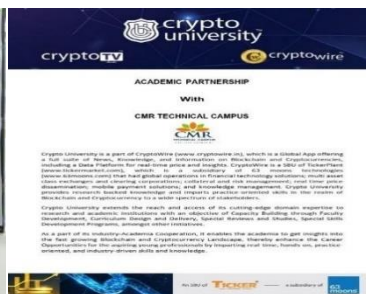 crypto
university
cryptoTV
cryptowire
ACADEMIC PARTNERSHIP
With
CMR TECHNICAL CAMPUS
CMR
Crypto University is a part of CryptoWire (www.cryptowire.in), which is a Global App offering
a full suite of News, Knowledge, and Information on Blockchain and Cryptocurrencies,
including a Data Platform for real-time price and insights. CryptoWire is a SBU of TickerPlant
(www.tickermarket.com), which is a subsidiary of 63 moons technologies
(www.63moons.com) that had global operations in financial technology solutions; multi asset
class exchanges and clearing corporations; collateral and risk management; real time price
dissemination; mobile payment solutions; and knowledge management. Crypto University
provides research backed knowledge and imparts practice oriented skills in the realm of
Blockchain and Cryptocurrency to a wide spectrum of stakeholders.
Crypto University extends the reach and access of its cutting-edge domain expertise to
research and academic institutions with an objective of Capacity Building through Faculty
Development, Curriculum Design and Delivery, Special Reviews and Studies, Special Skills
Development Programs, amongst other initiatives.
As a part of its Industry-Academia Cooperation, it enables the academia to get insights into
the fast growing Blockchain and Cryptocurrency Landscape, thereby enhance the Career
Opportunities for the aspiring young professionals by imparting real time, hands on, practice-
oriented, and industry-driven skills and knowledge.
An SBU of TICKER a subsidiary of 63
moons